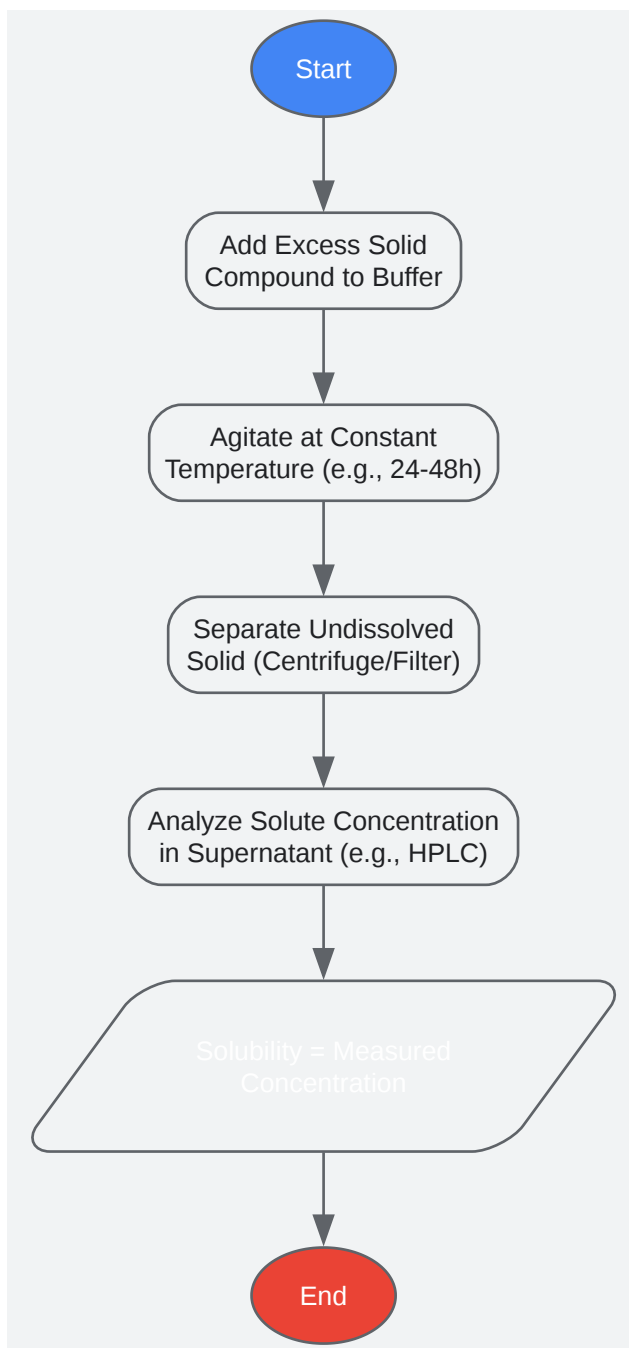 Start
Add Excess Solid
Compound to Buffer
Agitate at Constant
Temperature (e.g., 24-48h)
Separate Undissolved
Solid (Centrifuge/Filter)
Analyze Solute Concentration
in Supernatant (e.g., HPLC)
Solubility = Measured
Concentration
End